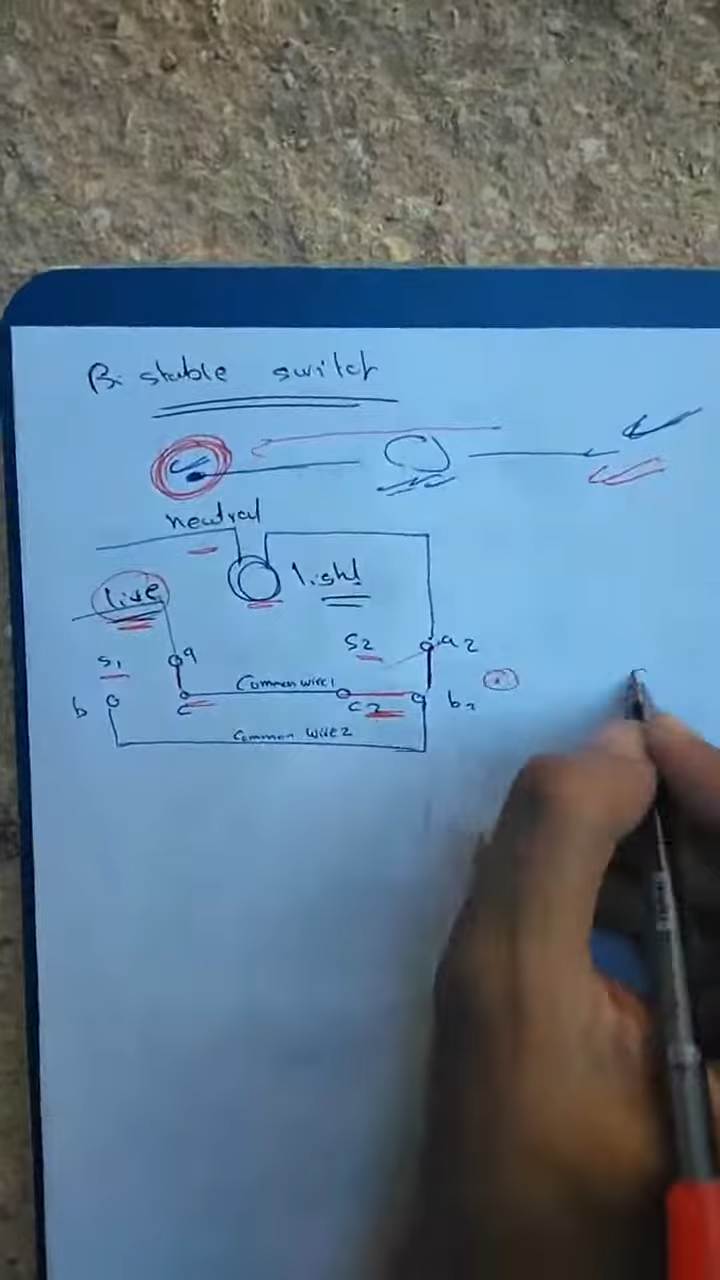 Bi stable switch
neutral
light
live
S1
a
S2
a2
b
c
Common wire 1
C2
b2
Common wire 2